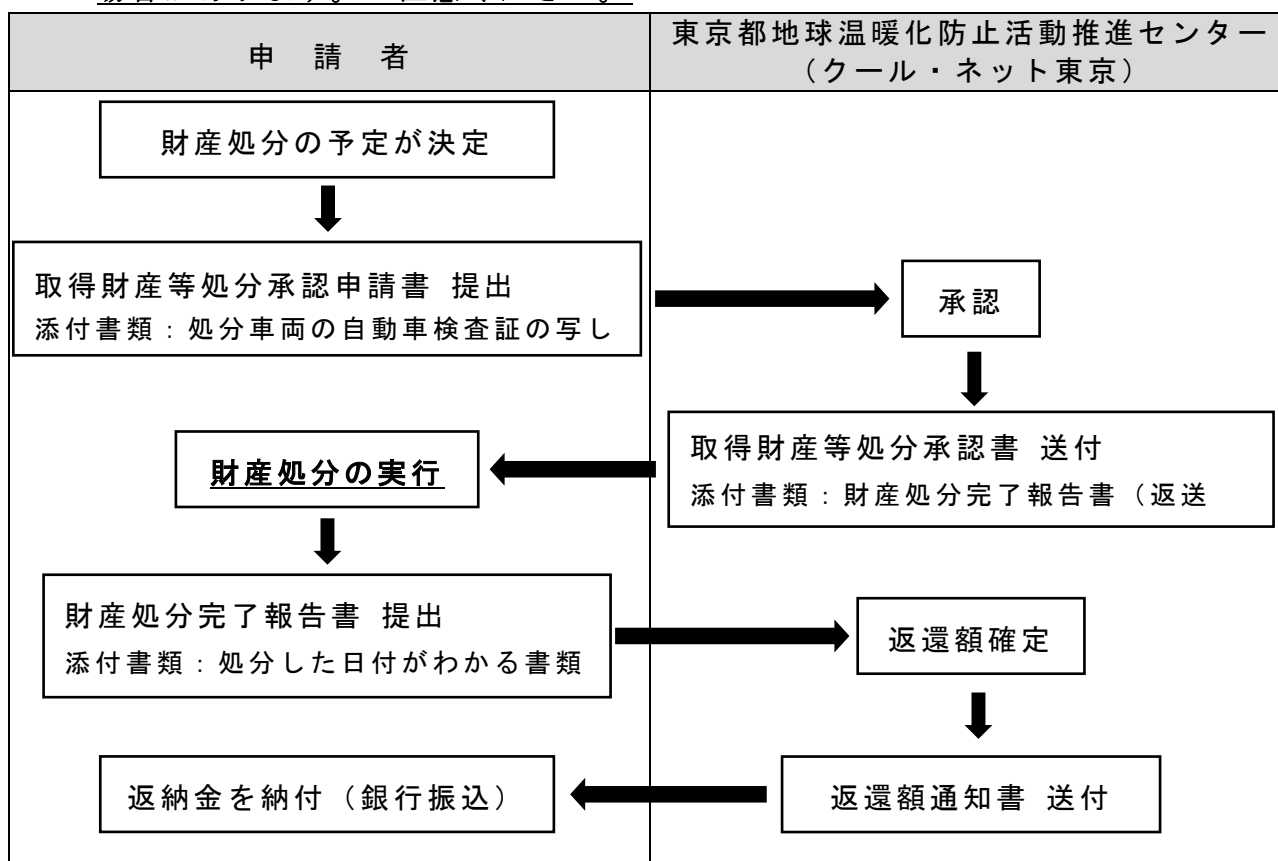 申 請 者
東京都地球温暖化防止活動推進センター
（クール・ネット東京）
財産処分の予定が決定
取得財産等処分承認申請書 提出
添付書類：処分車両の自動車検査証の写し
承認
取得財産等処分承認書 送付
添付書類：財産処分完了報告書（返送
財産処分の実行
財産処分完了報告書 提出
添付書類：処分した日付がわかる書類
返還額確定
返還額通知書 送付
返納金を納付（銀行振込）